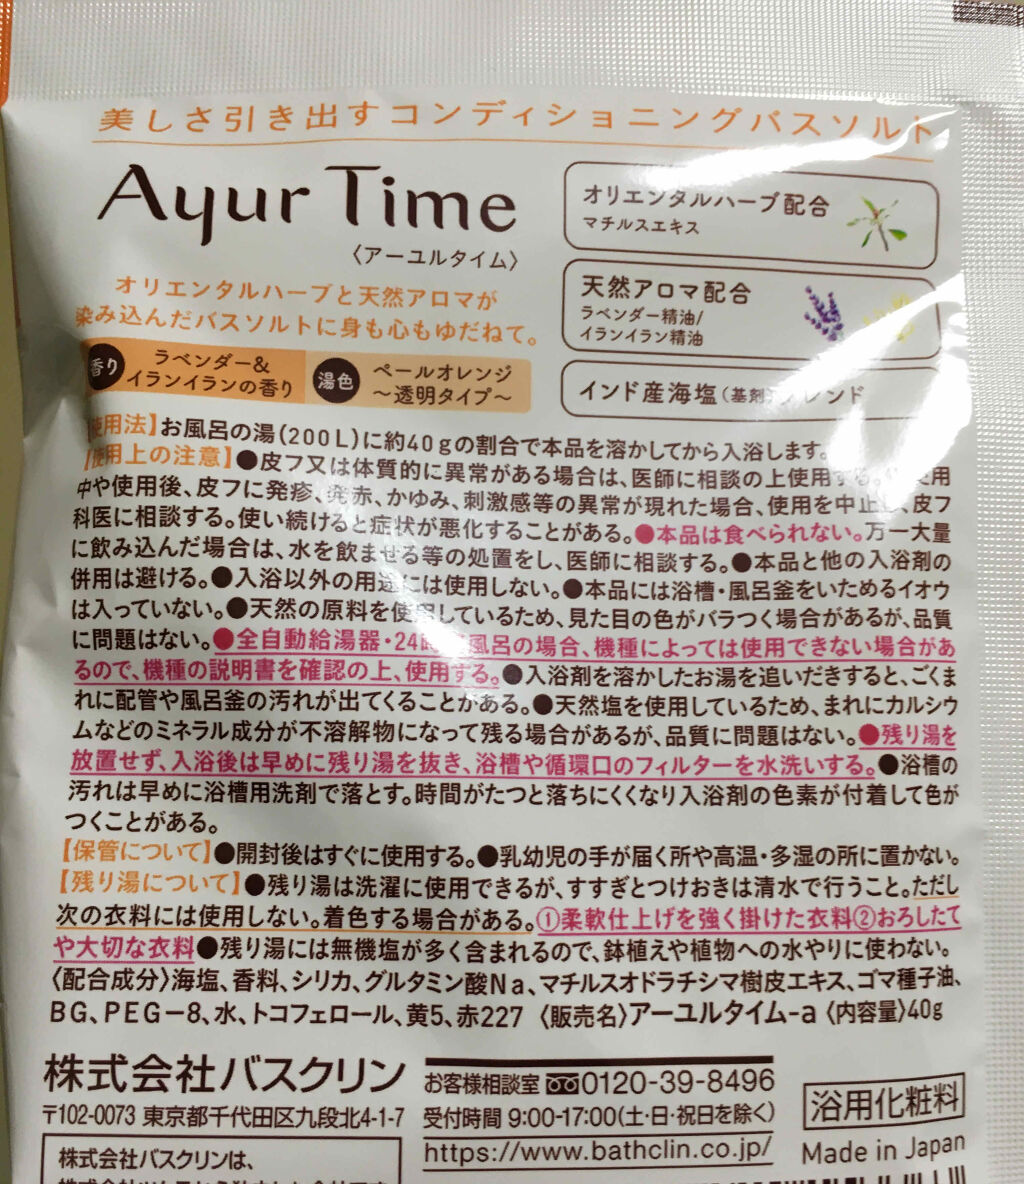 美しさ引き出すコンディショニングバスソルト
Ayur Time
〈アーユルタイム〉
オリエンタルハーブと天然アロマが
染み込んだバスソルトに身も心もゆだねて。
香り ラベンダー&
イランイランの香り
湯色 ペールオレンジ
〜透明タイプ〜
オリエンタルハーブ配合
マチルスエキス
天然アロマ配合
ラベンダー精油/
イランイラン精油
インド産海塩(基剤)ブレンド
【使用法】お風呂の湯(200L)に約40gの割合で本品を溶かしてから入浴します。
【使用上の注意】●皮フ又は体質的に異常がある場合は、医師に相談の上使用する。使用
中や使用後、皮フに発疹、発赤、かゆみ、刺激感等の異常が現れた場合、使用を中止し、皮フ
科医に相談する。使い続けると症状が悪化することがある。●本品は食べられない。万一大量
に飲み込んだ場合は、水を飲ませる等の処置をし、医師に相談する。●本品と他の入浴剤の
併用は避ける。●入浴以外の用途には使用しない。●本品には浴槽・風呂釜をいためるイオウ
は入っていない。●天然の原料を使用しているため、見た目の色がバラつく場合があるが、品質
に問題はない。●全自動給湯器・24時 風呂の場合、機種によっては使用できない場合があ
るので、機種の説明書を確認の上、使用する。●入浴剤を溶かしたお湯を追いだきすると、ごくま
れに配管や風呂釜の汚れが出てくることがある。●天然塩を使用しているため、まれにカルシウ
ムなどのミネラル成分が不溶解物になって残る場合があるが、品質に問題はない。●残り湯を
放置せず、入浴後は早めに残り湯を抜き、浴槽や循環口のフィルターを水洗いする。●浴槽の
汚れは早めに浴槽用洗剤で落とす。時間がたつと落ちにくくなり入浴剤の色素が付着して色が
つくことがある。
【保管について】●開封後はすぐに使用する。●乳幼児の手が届く所や高温・多湿の所に置かない。
【残り湯について】●残り湯は洗濯に使用できるが、すすぎとつけおきは清水で行うこと。ただし
次の衣料には使用しない。着色する場合がある。①柔軟仕上げを強く掛けた衣料②おろしたて
や大切な衣料●残り湯には無機塩が多く含まれるので、鉢植えや植物への水やりに使わない。
〈配合成分〉海塩、香料、シリカ、グルタミン酸Na、マチルスオドラチシマ樹皮エキス、ゴマ種子油、
BG、PEG-8、水、トコフェロール、黄5、赤227 〈販売名〉アーユルタイム-a 〈内容量〉40g
株式会社バスクリン
〒102-0073 東京都千代田区九段北4-1-7
お客様相談室 0120-39-8496
受付時間 9:00-17:00(土・日・祝日を除く)
https://www.bathclin.co.jp/
浴用化粧料
Made in Japan
株式会社バスクリンは、